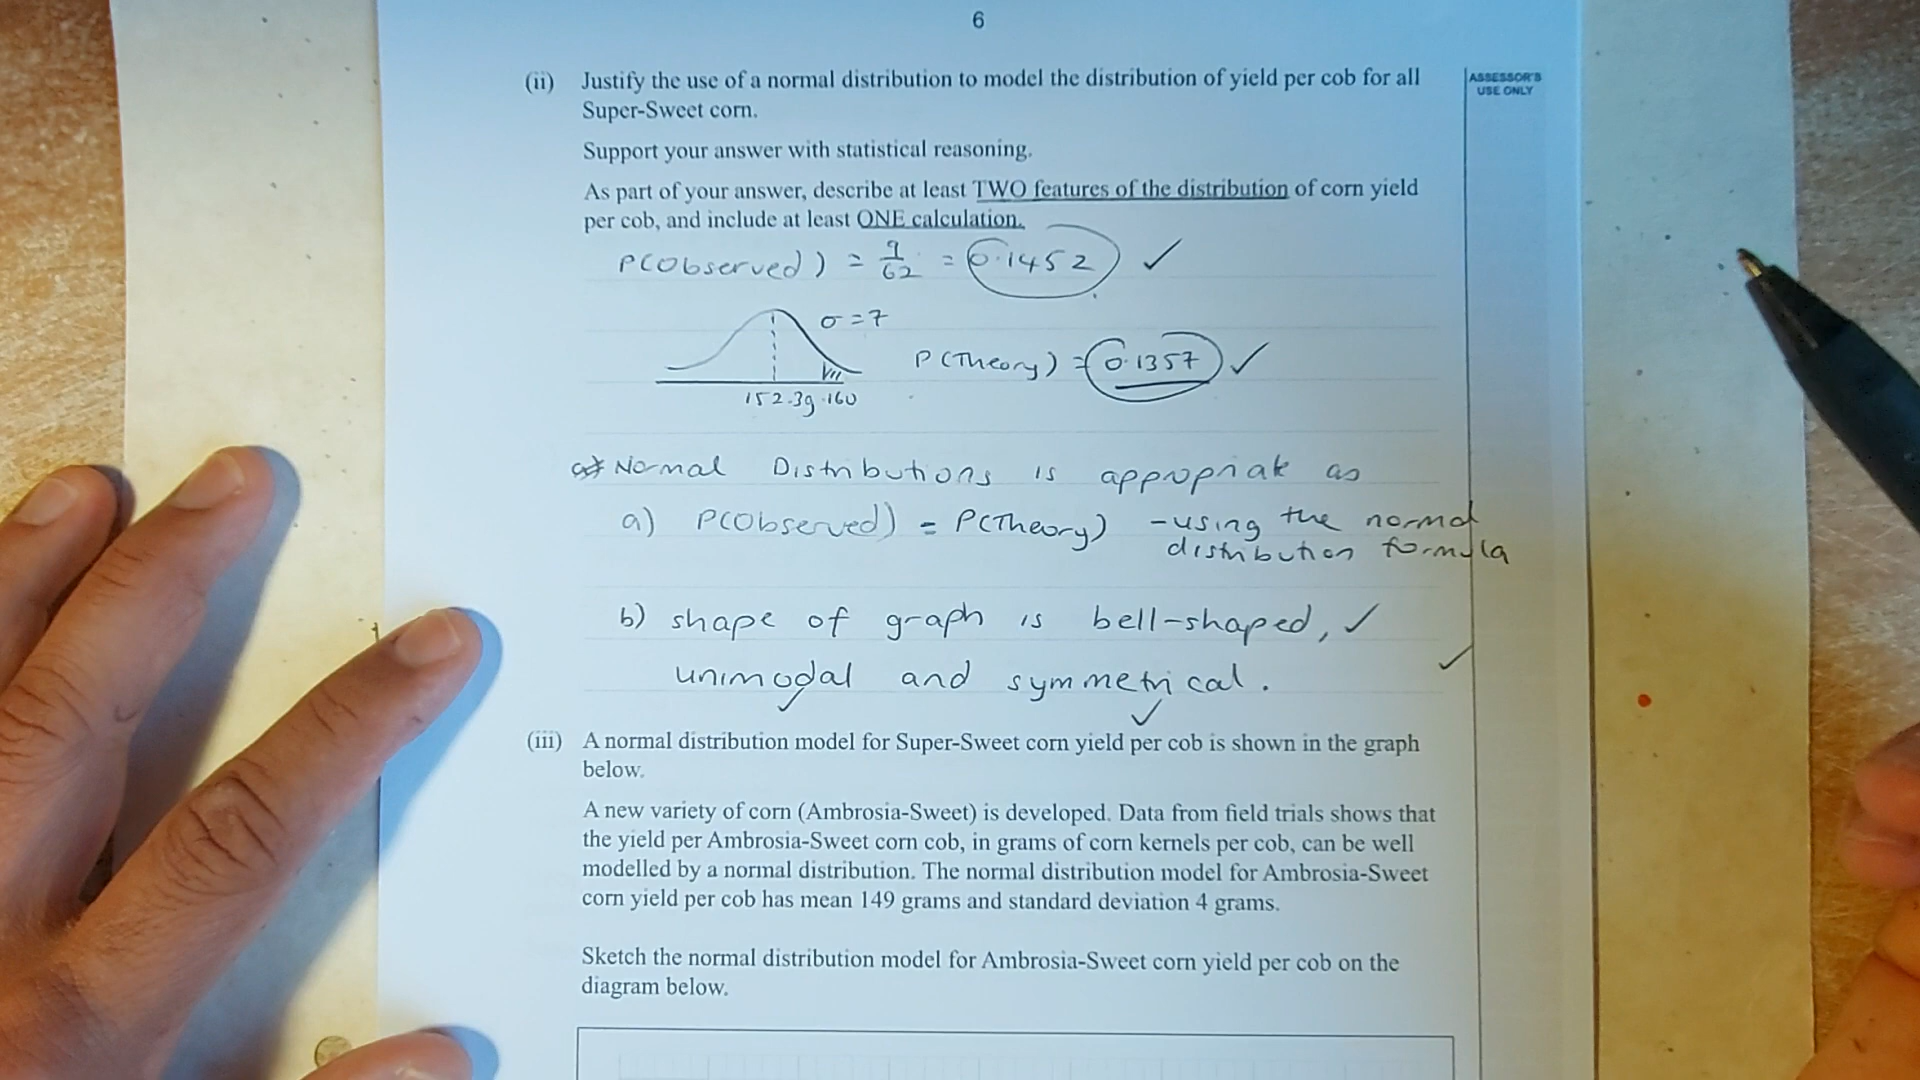 6
(ii) Justify the use of a normal distribution to model the distribution of yield per cob for all
Super-Sweet corn.
ASSESSOR'S
USE ONLY
Support your answer with statistical reasoning.
As part of your answer, describe at least TWO features of the distribution of corn yield
per cob, and include at least ONE calculation.
P(Observed) = 9/62 = 0.1452 ✓
σ = 7
P(Theory) = 0.1357 ✓
152.3g 160
Normal Distributions is appropriate as
a) P(Observed) = P(Theory) - using the normal
distribution formula
b) shape of graph is bell-shaped, ✓
unimodal and symmetrical.
(iii) A normal distribution model for Super-Sweet corn yield per cob is shown in the graph
below.
A new variety of corn (Ambrosia-Sweet) is developed. Data from field trials shows that
the yield per Ambrosia-Sweet corn cob, in grams of corn kernels per cob, can be well
modelled by a normal distribution. The normal distribution model for Ambrosia-Sweet
corn yield per cob has mean 149 grams and standard deviation 4 grams.
Sketch the normal distribution model for Ambrosia-Sweet corn yield per cob on the
diagram below.